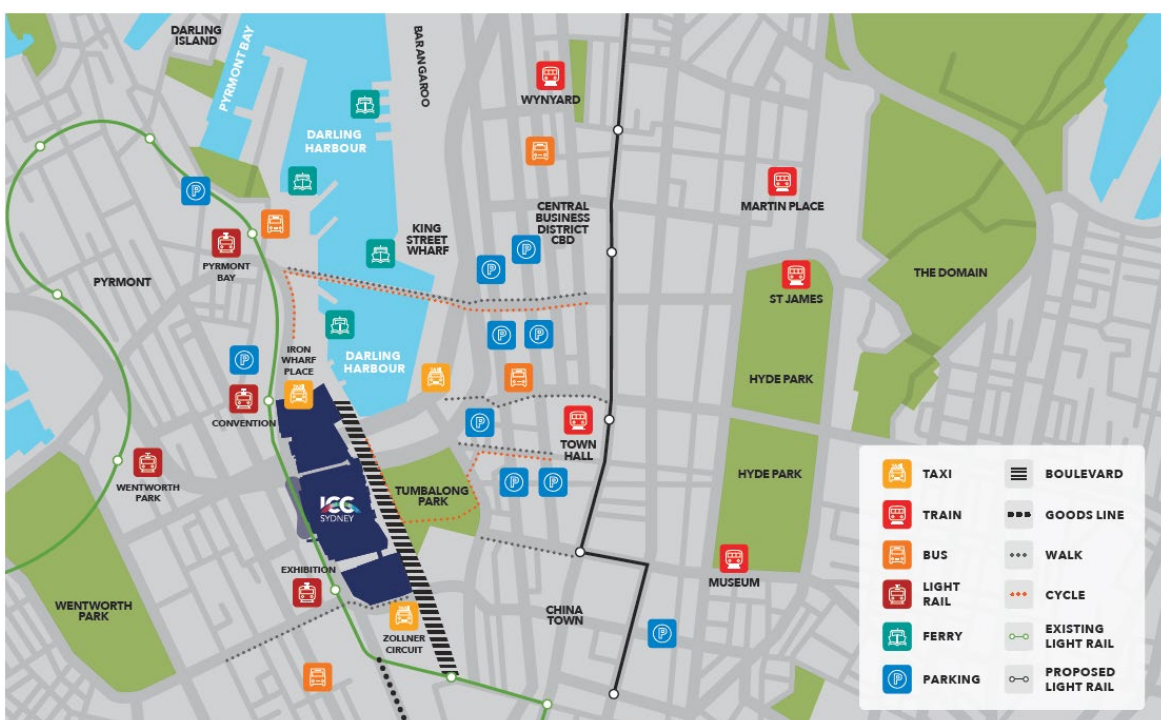 DARLING
ISLAND
PYRMONT BAY
BARANGAROO
WYNYARD
DARLING
HARBOUR
P
MARTIN PLACE
CENTRAL
BUSINESS
DISTRICT
CBD
KING
STREET
WHARF
P
P
PYRMONT
BAY
PYRMONT
THE DOMAIN
ST JAMES
P
P
P
IRON
WHARF
PLACE
DARLING
HARBOUR
HYDE PARK
CONVENTION
P
TOWN
HALL
WENTWORTH
PARK
TUMBALONG
PARK
P
P
HYDE PARK
ICC
SYDNEY
EXHIBITION
MUSEUM
WENTWORTH
PARK
CHINA
TOWN
P
ZOLLNER
CIRCUIT
TAXI
TRAIN
BUS
LIGHT
RAIL
FERRY
P
PARKING
BOULEVARD
GOODS LINE
WALK
CYCLE
EXISTING
LIGHT RAIL
PROPOSED
LIGHT RAIL